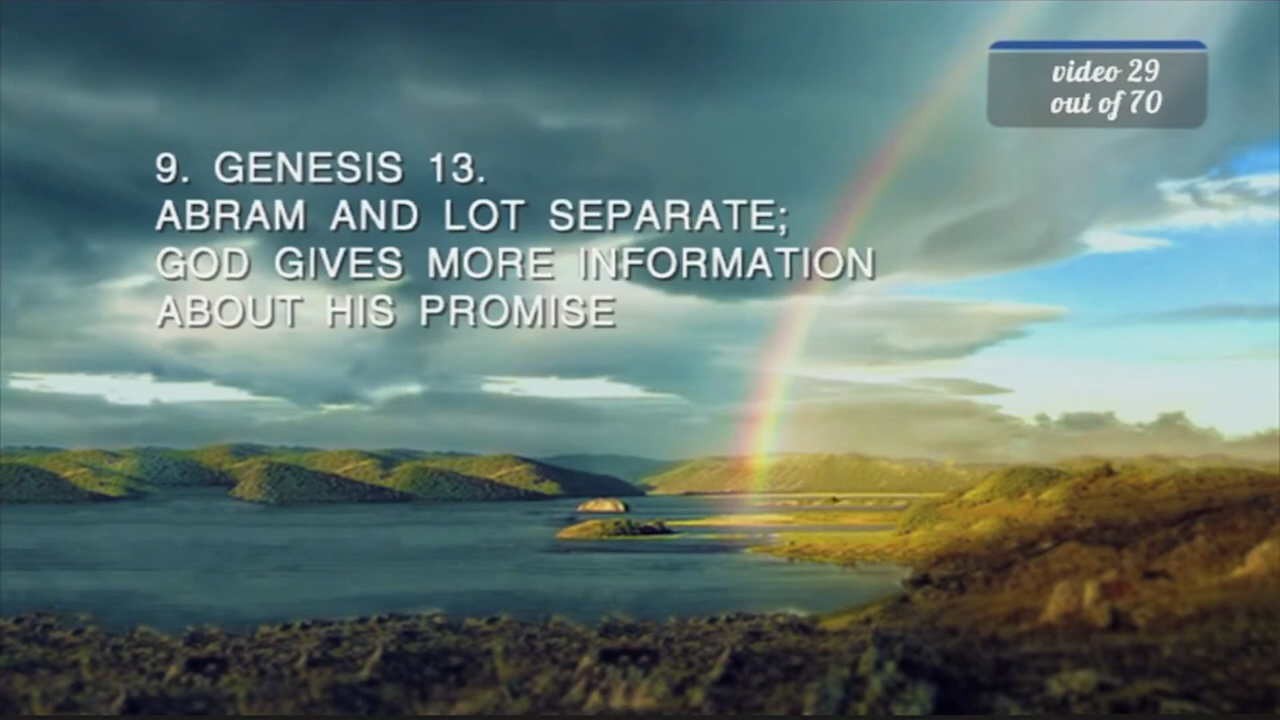 video 29
out of 70
9. GENESIS 13.
ABRAM AND LOT SEPARATE;
GOD GIVES MORE INFORMATION
ABOUT HIS PROMISE